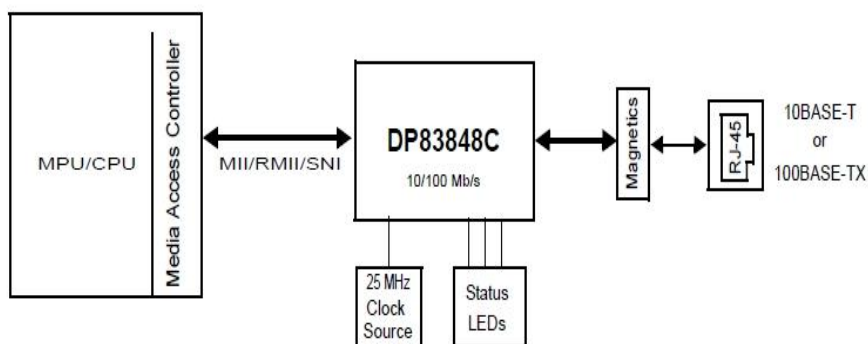 MPU/CPU
Media Access Controller
MII/RMII/SNI
DP83848C
10/100 Mb/s
25 MHz
Clock
Source
Status
LEDs
Magnetics
RJ-45
10BASE-T
or
100BASE-TX